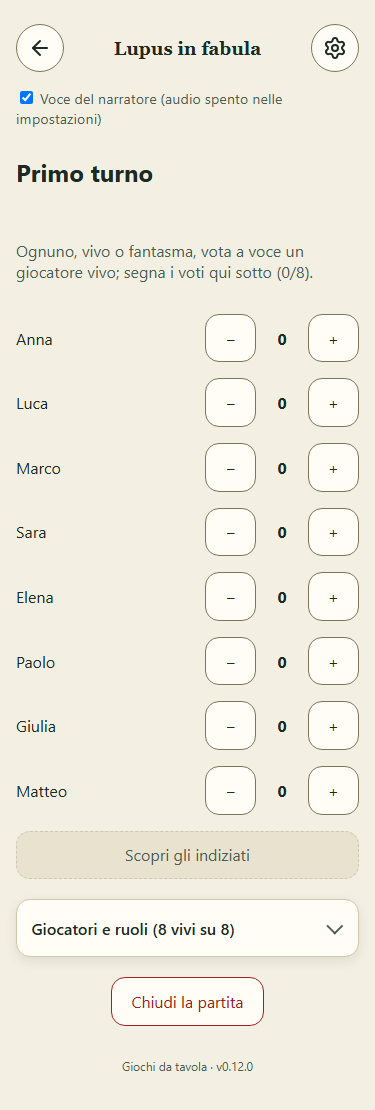 Lupus in fabula
Voce del narratore (audio spento nelle
impostazioni)
Primo turno
Ognuno, vivo o fantasma, vota a voce un
giocatore vivo; segna i voti qui sotto (0/8).
Anna − 0 +
Luca − 0 +
Marco − 0 +
Sara − 0 +
Elena − 0 +
Paolo − 0 +
Giulia − 0 +
Matteo − 0 +
Scopri gli indiziati
Giocatori e ruoli (8 vivi su 8)
Chiudi la partita
Giochi da tavola · v0.12.0